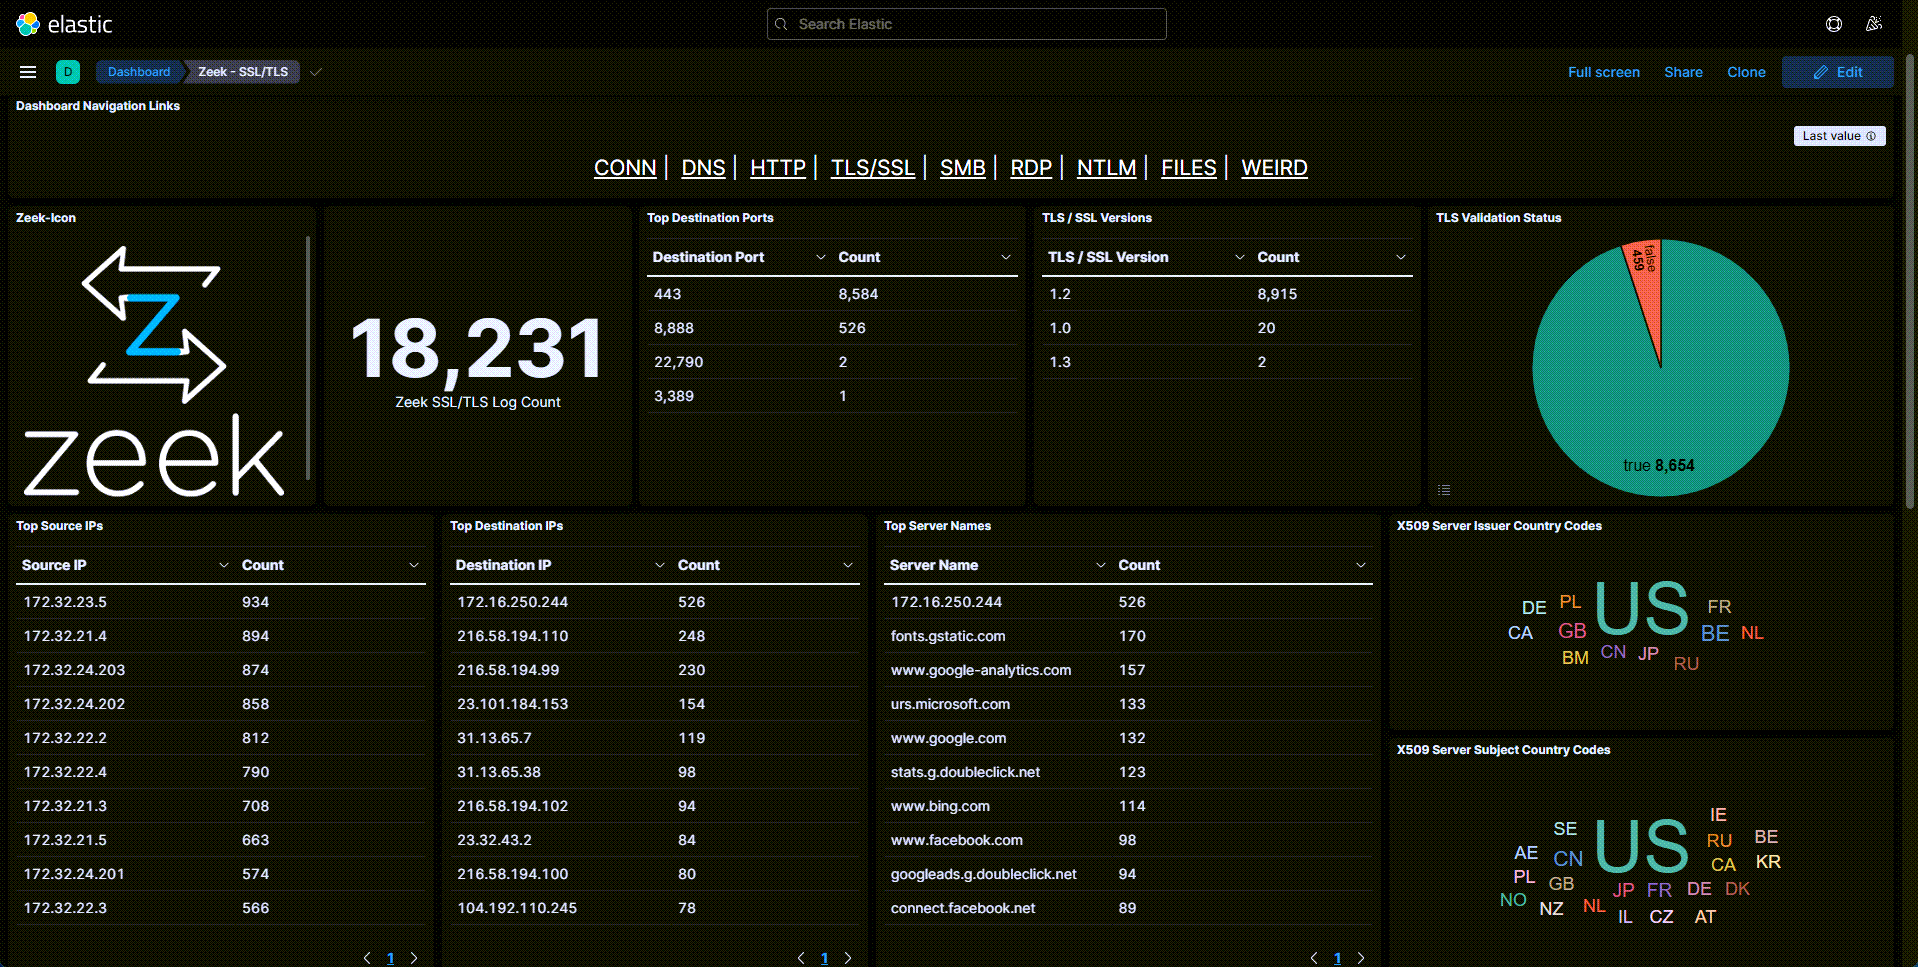 elastic
Search Elastic
D
Dashboard
Zeek - SSL/TLS
Full screen
Share
Clone
Edit
Dashboard Navigation Links
Last value
CONN | DNS | HTTP | TLS/SSL | SMB | RDP | NTLM | FILES | WEIRD
Zeek-Icon
zeek
18,231
Zeek SSL/TLS Log Count
Top Destination Ports
Destination Port Count
443 8,584
8,888 526
22,790 2
3,389 1
TLS / SSL Versions
TLS / SSL Version Count
1.2 8,915
1.0 20
1.3 2
TLS Validation Status
false
459
true 8,654
Top Source IPs
Source IP Count
172.32.23.5 934
172.32.21.4 894
172.32.24.203 874
172.32.24.202 858
172.32.22.2 812
172.32.22.4 790
172.32.21.3 708
172.32.21.5 663
172.32.24.201 574
172.32.22.3 566
1
Top Destination IPs
Destination IP Count
172.16.250.244 526
216.58.194.110 248
216.58.194.99 230
23.101.184.153 154
31.13.65.7 119
31.13.65.38 98
216.58.194.102 94
23.32.43.2 84
216.58.194.100 80
104.192.110.245 78
1
Top Server Names
Server Name Count
172.16.250.244 526
fonts.gstatic.com 170
www.google-analytics.com 157
urs.microsoft.com 133
www.google.com 132
stats.g.doubleclick.net 123
www.bing.com 114
www.facebook.com 98
googleads.g.doubleclick.net 94
connect.facebook.net 89
1
X509 Server Issuer Country Codes
DE PL US FR
CA GB BE NL
BM CN JP RU
X509 Server Subject Country Codes
IE
SE US RU BE
AE CN CA KR
PL GB JP FR DE DK
NO NZ NL IL CZ AT